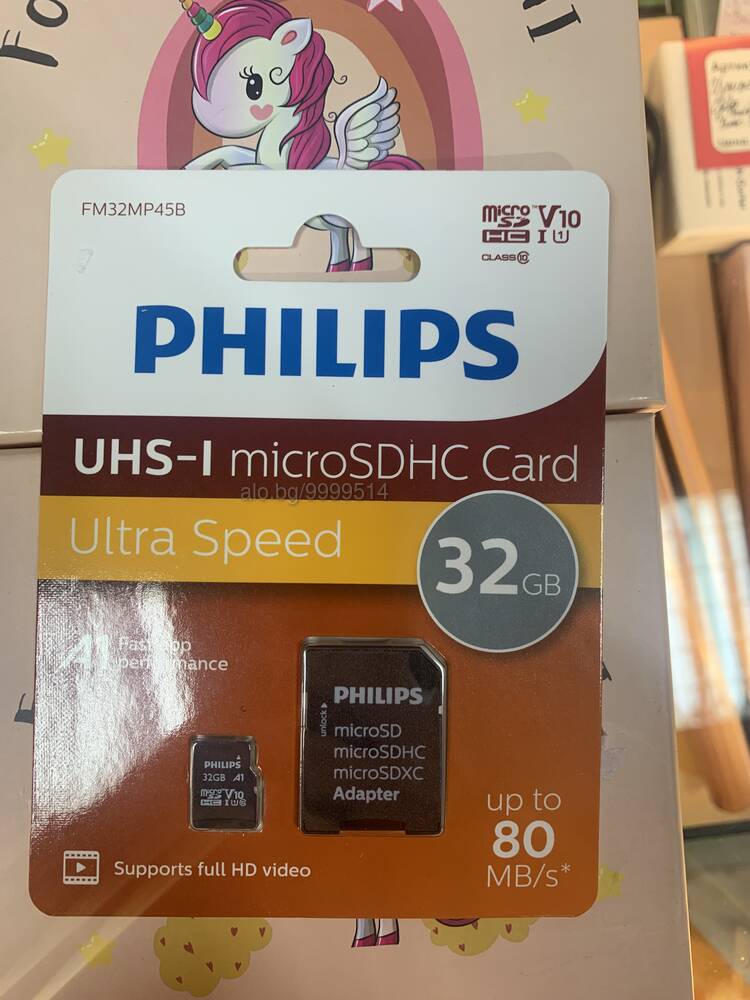 FM32MP45B
micro SD HC I
V10
U1
CLASS 10
PHILIPS
UHS-I microSDHC Card
alo.bg/9999514
Ultra Speed
32GB
A1 Fast app
performance
PHILIPS
32GB A1
micro SD V10
HC I U1
PHILIPS
unlock
microSD
microSDHC
microSDXC
Adapter
up to
80
MB/s*
Supports full HD video